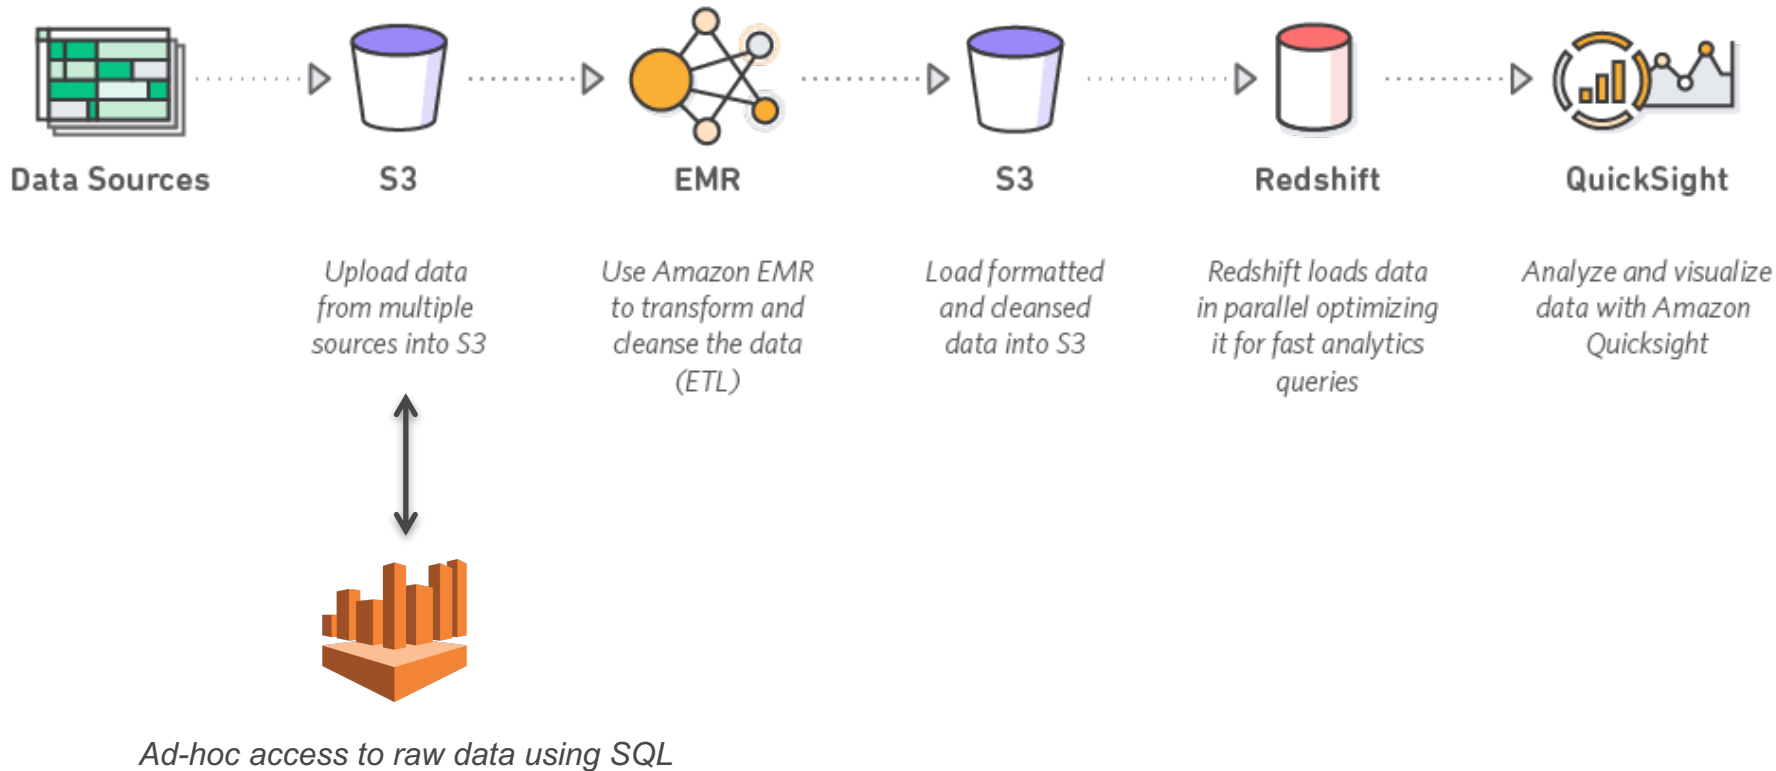 Data Sources
S3
EMR
S3
Redshift
QuickSight
Upload data
from multiple
sources into S3
Use Amazon EMR
to transform and
cleanse the data
(ETL)
Load formatted
and cleansed
data into S3
Redshift loads data
in parallel optimizing
it for fast analytics
queries
Analyze and visualize
data with Amazon
Quicksight
Ad-hoc access to raw data using SQL